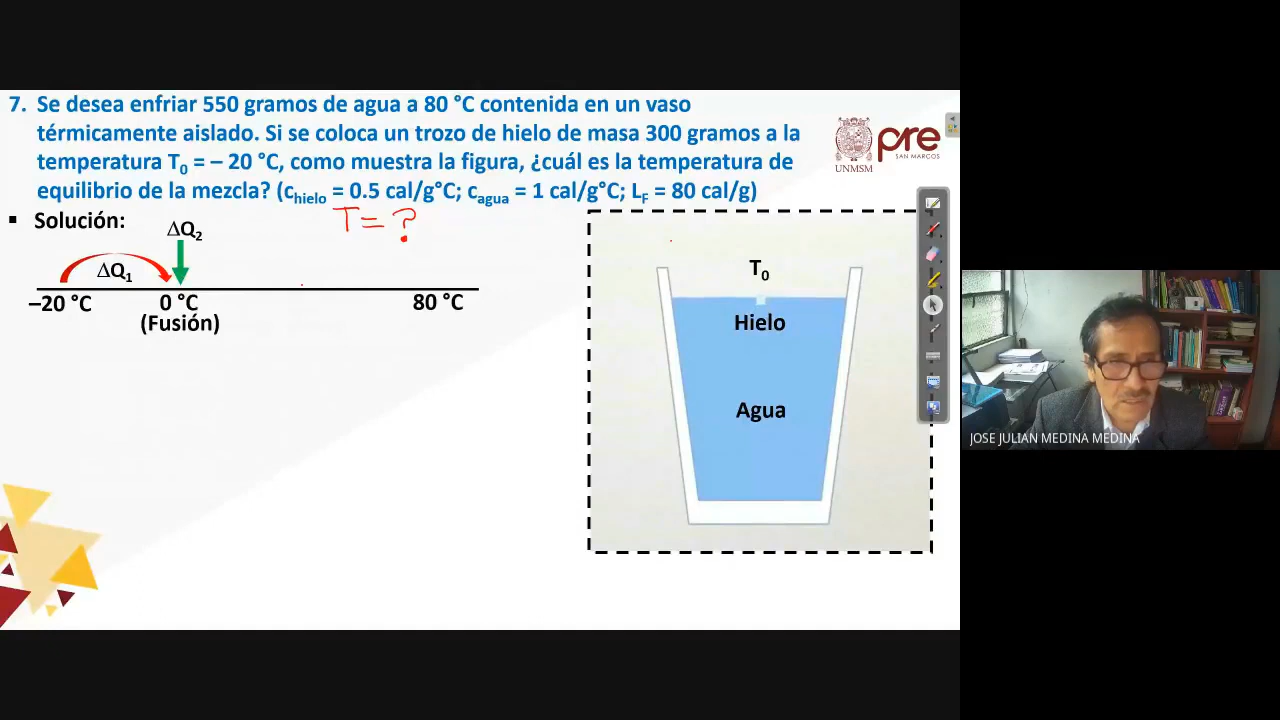 7. Se desea enfriar 550 gramos de agua a 80 °C contenida en un vaso
térmicamente aislado. Si se coloca un trozo de hielo de masa 300 gramos a la
temperatura T₀ = – 20 °C, como muestra la figura, ¿cuál es la temperatura de
equilibrio de la mezcla? (c_hielo = 0.5 cal/g°C; c_agua = 1 cal/g°C; L_F = 80 cal/g)
UNMSM
pre
SAN MARCOS
▪ Solución:
T = ?
ΔQ₂
ΔQ₁
–20 °C 0 °C 80 °C
(Fusión)
T₀
Hielo
Agua
JOSE JULIAN MEDINA MEDINA